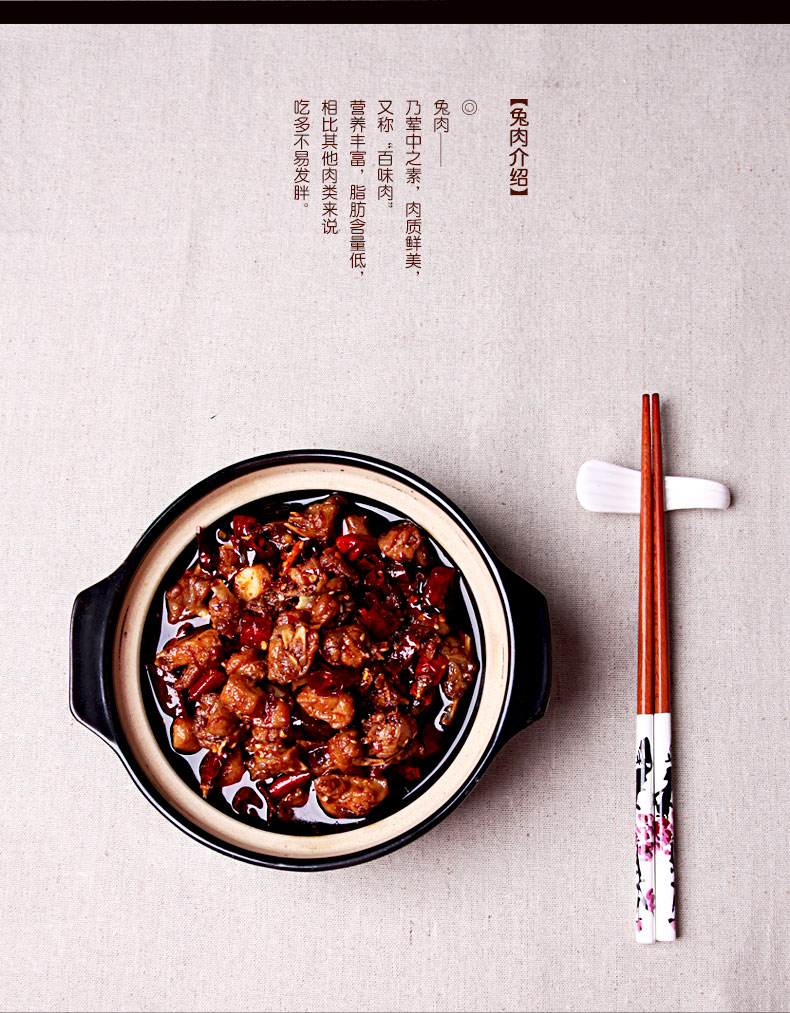 【兔肉介绍】
◎
兔肉——
乃荤中之素，肉质鲜美，
又称“百味肉”
营养丰富，脂肪含量低，
相比其他肉类来说
吃多不易发胖。